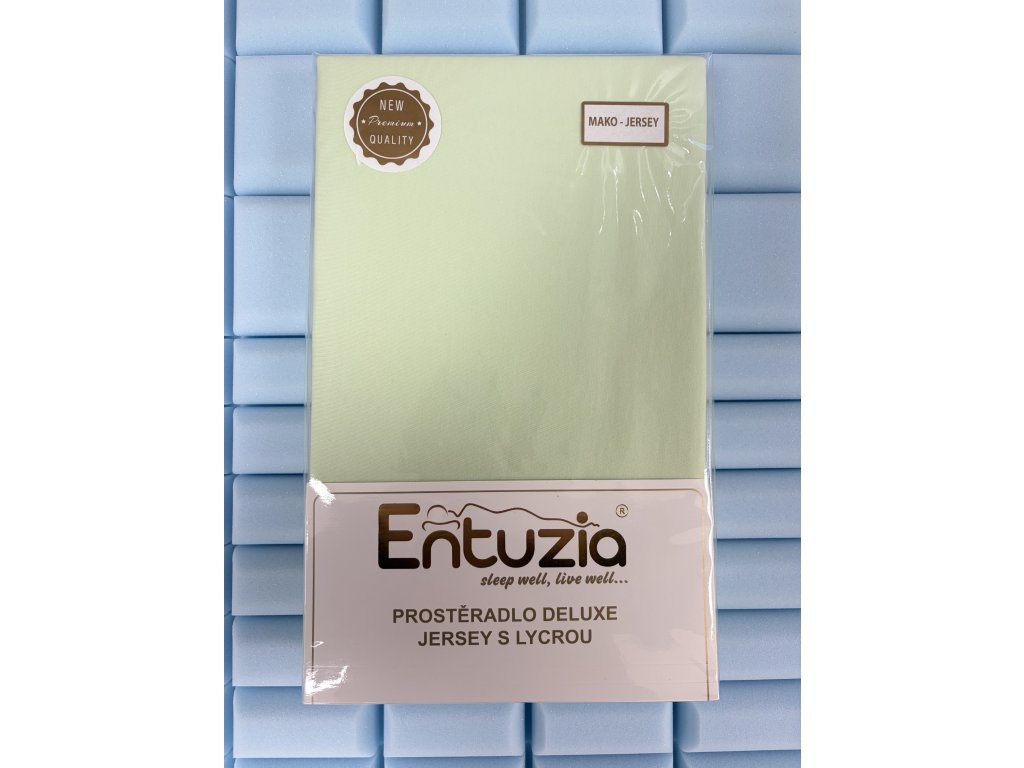 NEW
Premium
QUALITY
MAKO - JERSEY
Entuzia ®
sleep well, live well...
PROSTĚRADLO DELUXE
JERSEY S LYCROU